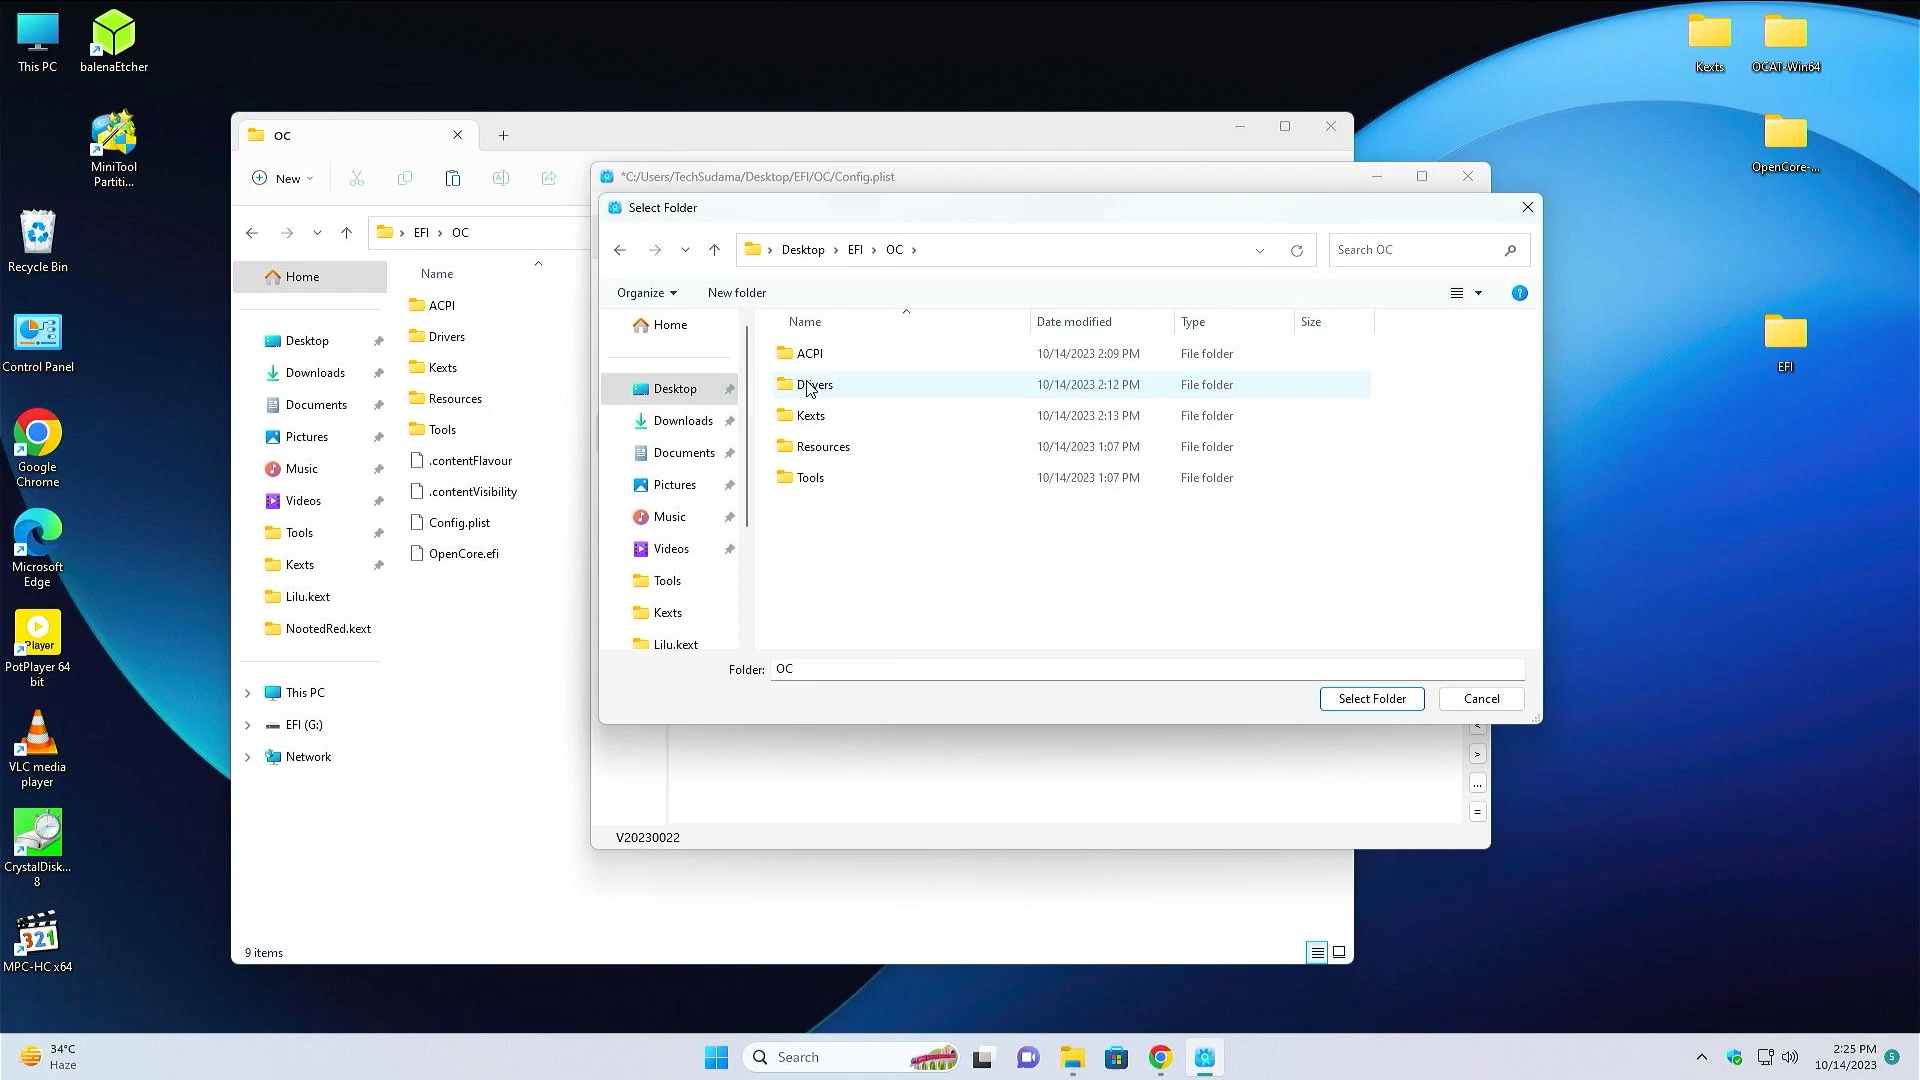 This PC
balenaEtcher
MiniTool
Partiti...
Recycle Bin
Control Panel
Google
Chrome
Microsoft
Edge
Player
PotPlayer 64
bit
VLC media
player
CrystalDisk...
8
321
MPC-HC x64
Kexts
OCAT-Win64
OpenCore-...
EFI
OC
New
EFI › OC
Home
Desktop
Downloads
Documents
Pictures
Music
Videos
Tools
Kexts
Lilu.kext
NootedRed.kext
This PC
EFI (G:)
Network
Name
ACPI
Drivers
Kexts
Resources
Tools
.contentFlavour
.contentVisibility
Config.plist
OpenCore.efi
9 items
*C:/Users/TechSudama/Desktop/EFI/OC/Config.plist
Select Folder
Desktop › EFI › OC ›
Search OC
Organize
New folder
?
Home
Desktop
Downloads
Documents
Pictures
Music
Videos
Tools
Kexts
Lilu.kext
Name Date modified Type Size
ACPI 10/14/2023 2:09 PM File folder
Drivers 10/14/2023 2:12 PM File folder
Kexts 10/14/2023 2:13 PM File folder
Resources 10/14/2023 1:07 PM File folder
Tools 10/14/2023 1:07 PM File folder
Folder: OC
Select Folder
Cancel
<
>
...
=
V20230022
34°C
Haze
Search
2:25 PM
10/14/2023
5